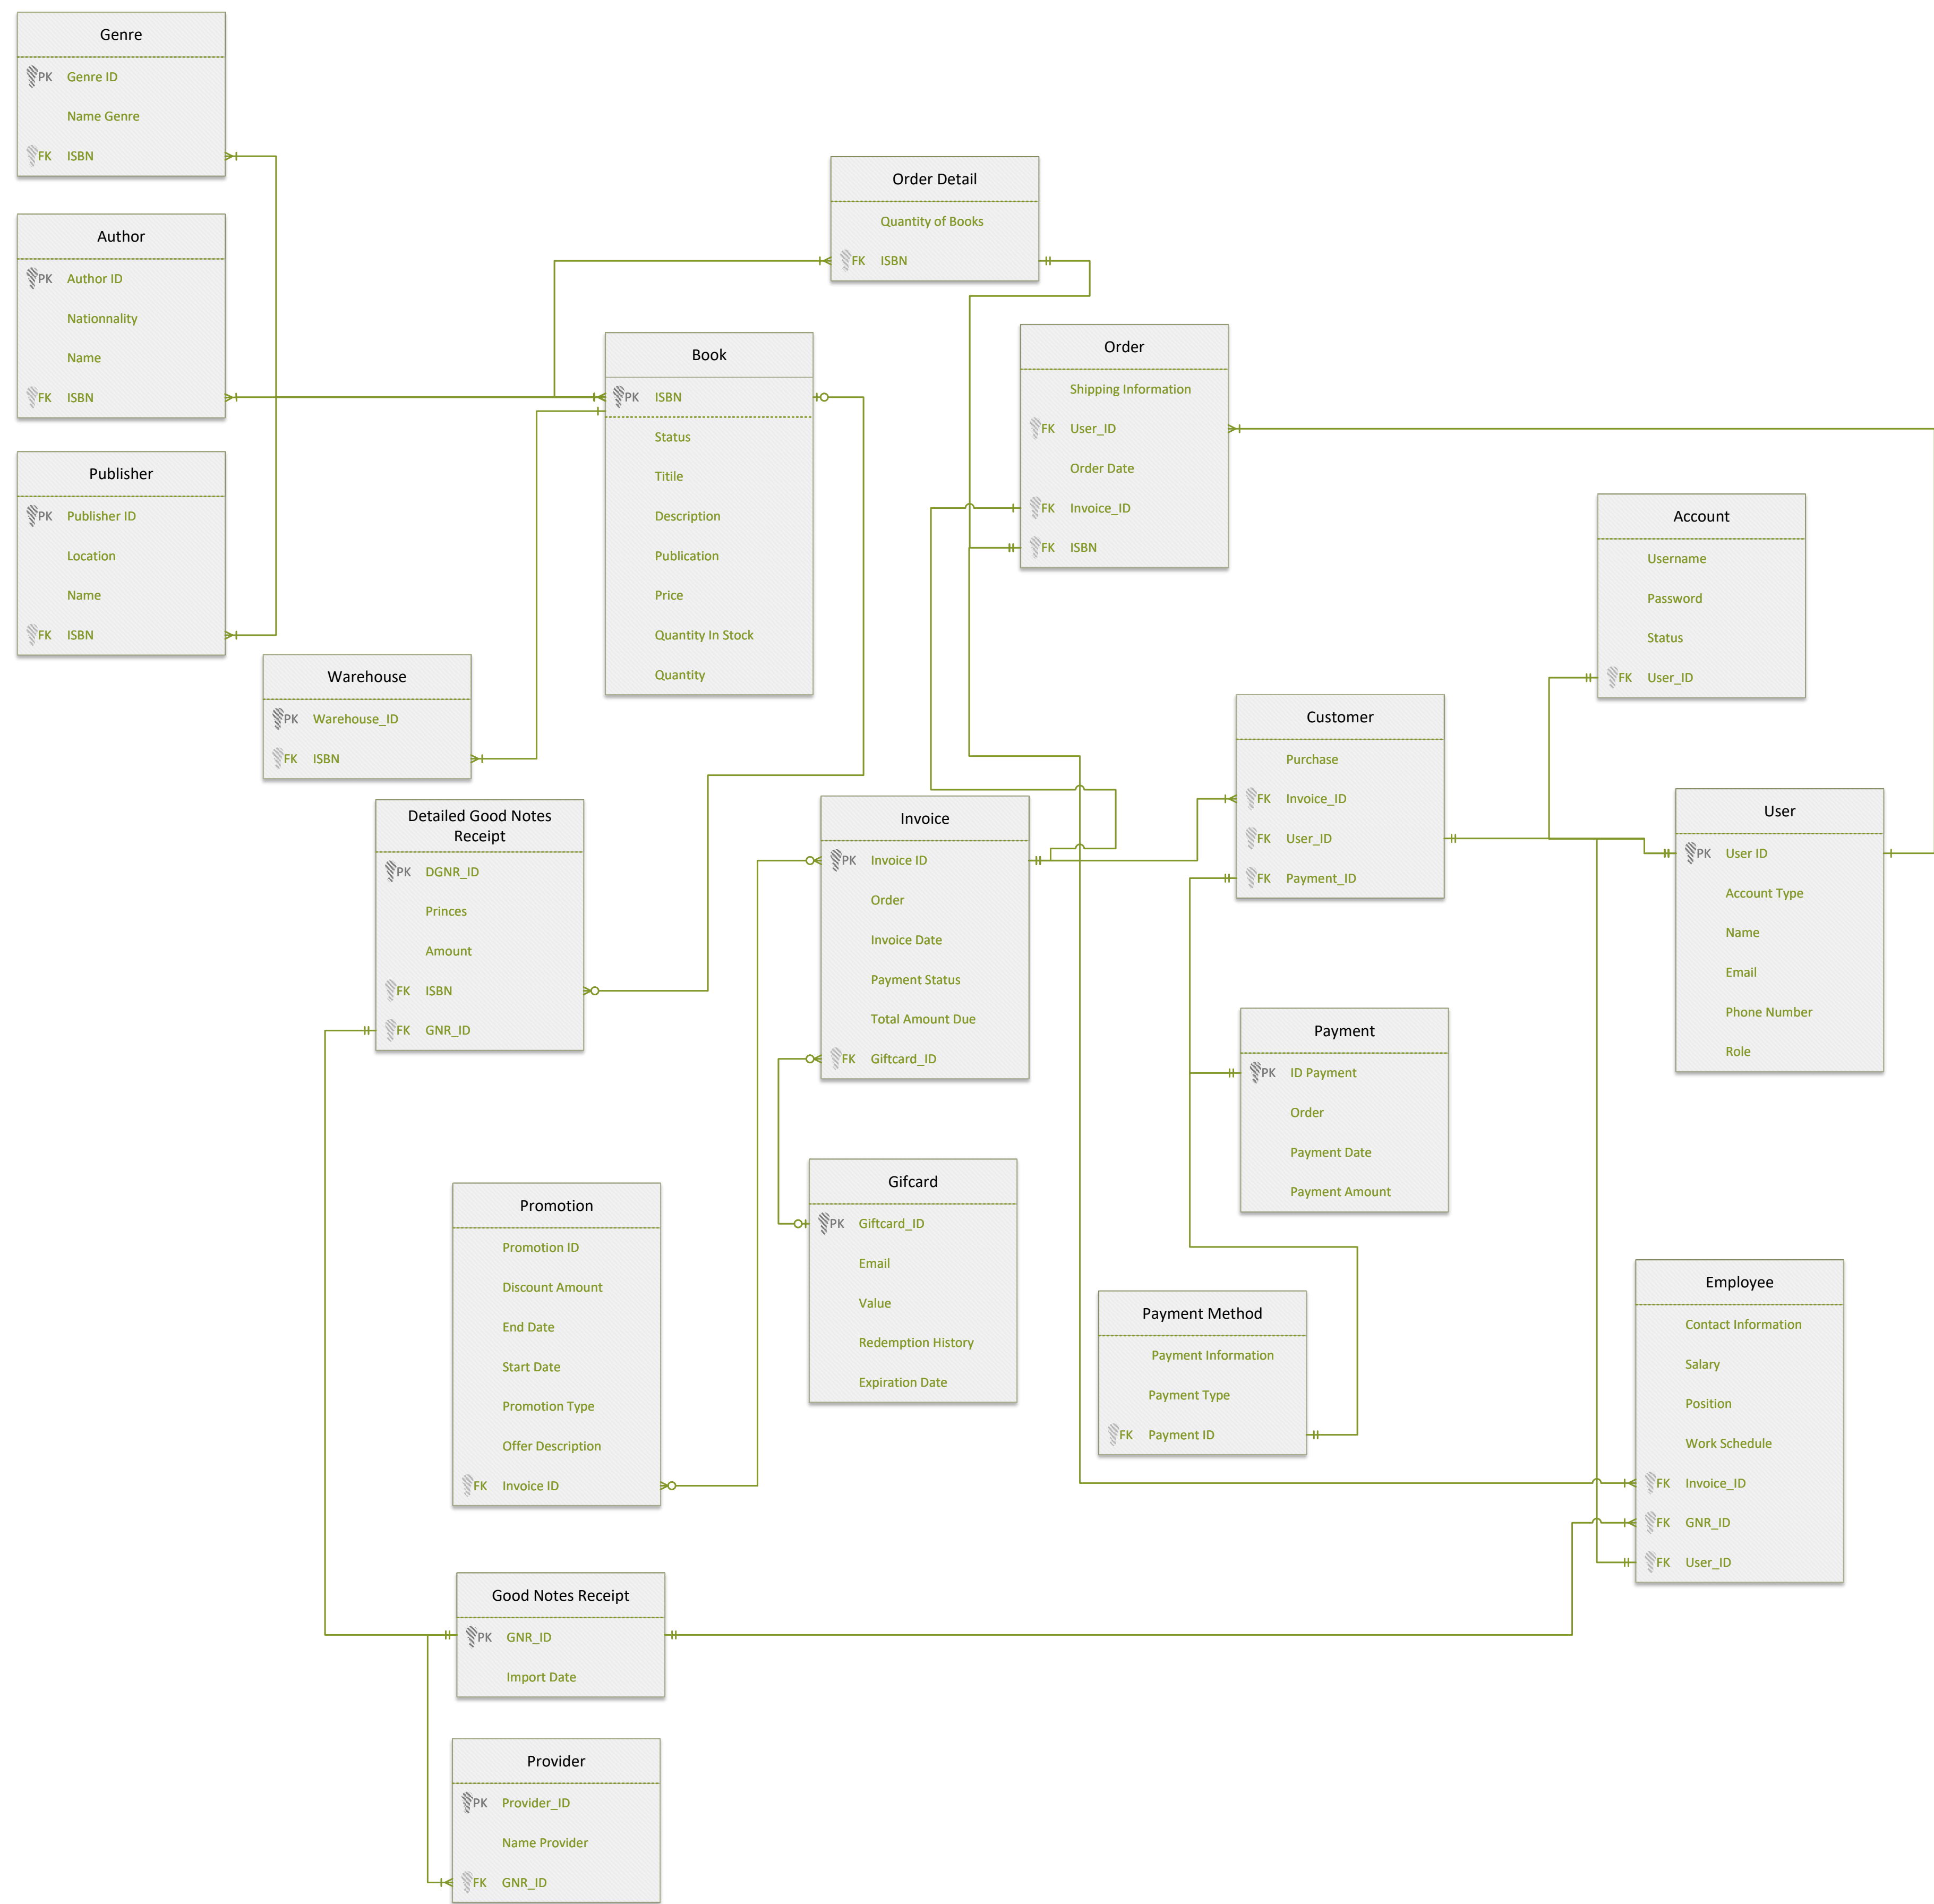 Genre
PK Genre ID
Name Genre
FK ISBN
Author
PK Author ID
Nationnality
Name
FK ISBN
Publisher
PK Publisher ID
Location
Name
FK ISBN
Warehouse
PK Warehouse_ID
FK ISBN
Order Detail
Quantity of Books
FK ISBN
Book
PK ISBN
Status
Titile
Description
Publication
Price
Quantity In Stock
Quantity
Order
Shipping Information
FK User_ID
Order Date
FK Invoice_ID
FK ISBN
Account
Username
Password
Status
FK User_ID
Customer
Purchase
FK Invoice_ID
FK User_ID
FK Payment_ID
User
PK User ID
Account Type
Name
Email
Phone Number
Role
Detailed Good Notes
Receipt
PK DGNR_ID
Princes
Amount
FK ISBN
FK GNR_ID
Invoice
PK Invoice ID
Order
Invoice Date
Payment Status
Total Amount Due
FK Giftcard_ID
Payment
PK ID Payment
Order
Payment Date
Payment Amount
Promotion
Promotion ID
Discount Amount
End Date
Start Date
Promotion Type
Offer Description
FK Invoice ID
Gifcard
PK Giftcard_ID
Email
Value
Redemption History
Expiration Date
Payment Method
Payment Information
Payment Type
FK Payment ID
Employee
Contact Information
Salary
Position
Work Schedule
FK Invoice_ID
FK GNR_ID
FK User_ID
Good Notes Receipt
PK GNR_ID
Import Date
Provider
PK Provider_ID
Name Provider
FK GNR_ID